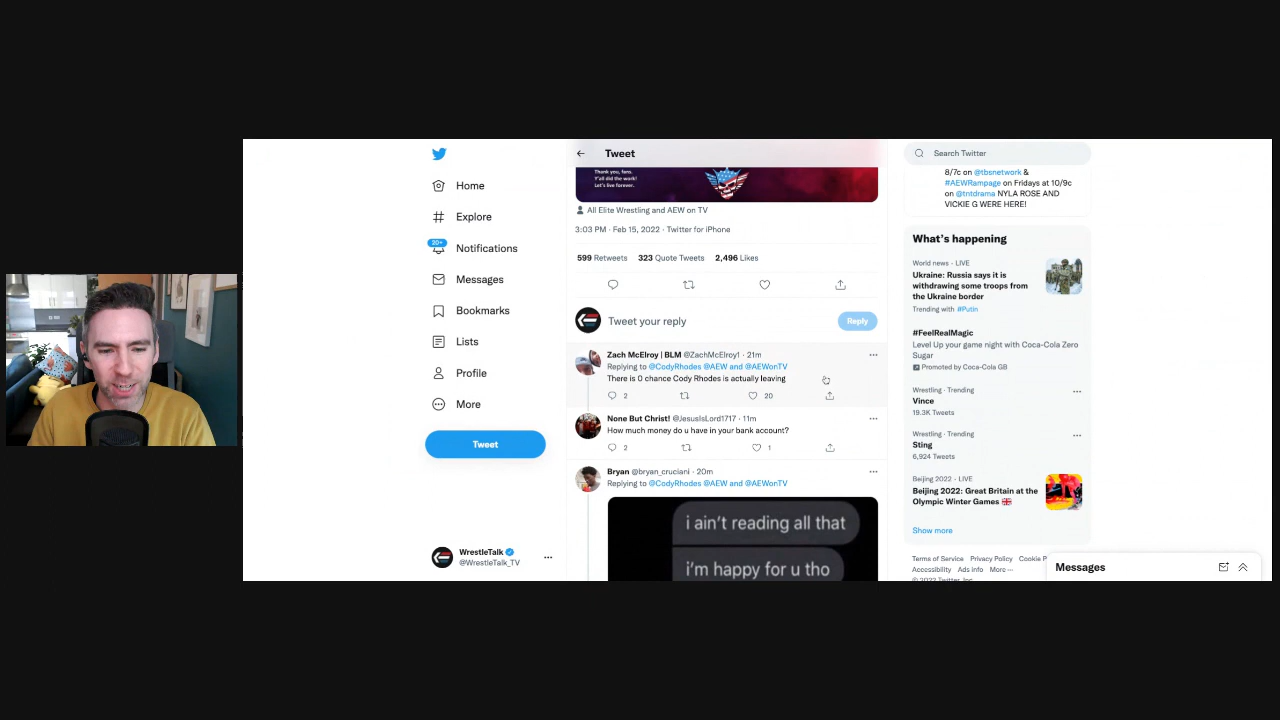 Home
Explore
20+
Notifications
Messages
Bookmarks
Lists
Profile
More
Tweet
WrestleTalk
@WrestleTalk_TV
Tweet
Thank you, fans.
Y'all did the work!
Let's live forever.
All Elite Wrestling and AEW on TV
3:03 PM · Feb 15, 2022 · Twitter for iPhone
599 Retweets 323 Quote Tweets 2,496 Likes
Tweet your reply
Reply
Zach McElroy | BLM @ZachMcElroy1 · 21m
Replying to @CodyRhodes @AEW and @AEWonTV
There is 0 chance Cody Rhodes is actually leaving
2 20
None But Christ! @JesusIsLord1717 · 11m
How much money do u have in your bank account?
2 1
Bryan @bryan_cruciani · 20m
Replying to @CodyRhodes @AEW and @AEWonTV
i ain't reading all that
i'm happy for u tho
Search Twitter
8/7c on @tbsnetwork &
#AEWRampage on Fridays at 10/9c
on @tntdrama NYLA ROSE AND
VICKIE G WERE HERE!
What's happening
World news · LIVE
Ukraine: Russia says it is
withdrawing some troops from
the Ukraine border
Trending with #Putin
#FeelRealMagic
Level Up your game night with Coca-Cola Zero
Sugar
Promoted by Coca-Cola GB
Wrestling · Trending
Vince
19.3K Tweets
Wrestling · Trending
Sting
6,924 Tweets
Beijing 2022 · LIVE
Beijing 2022: Great Britain at the
Olympic Winter Games
Show more
Terms of Service Privacy Policy Cookie P
Accessibility Ads info More ···
© 2022 Twitter, Inc.
Messages